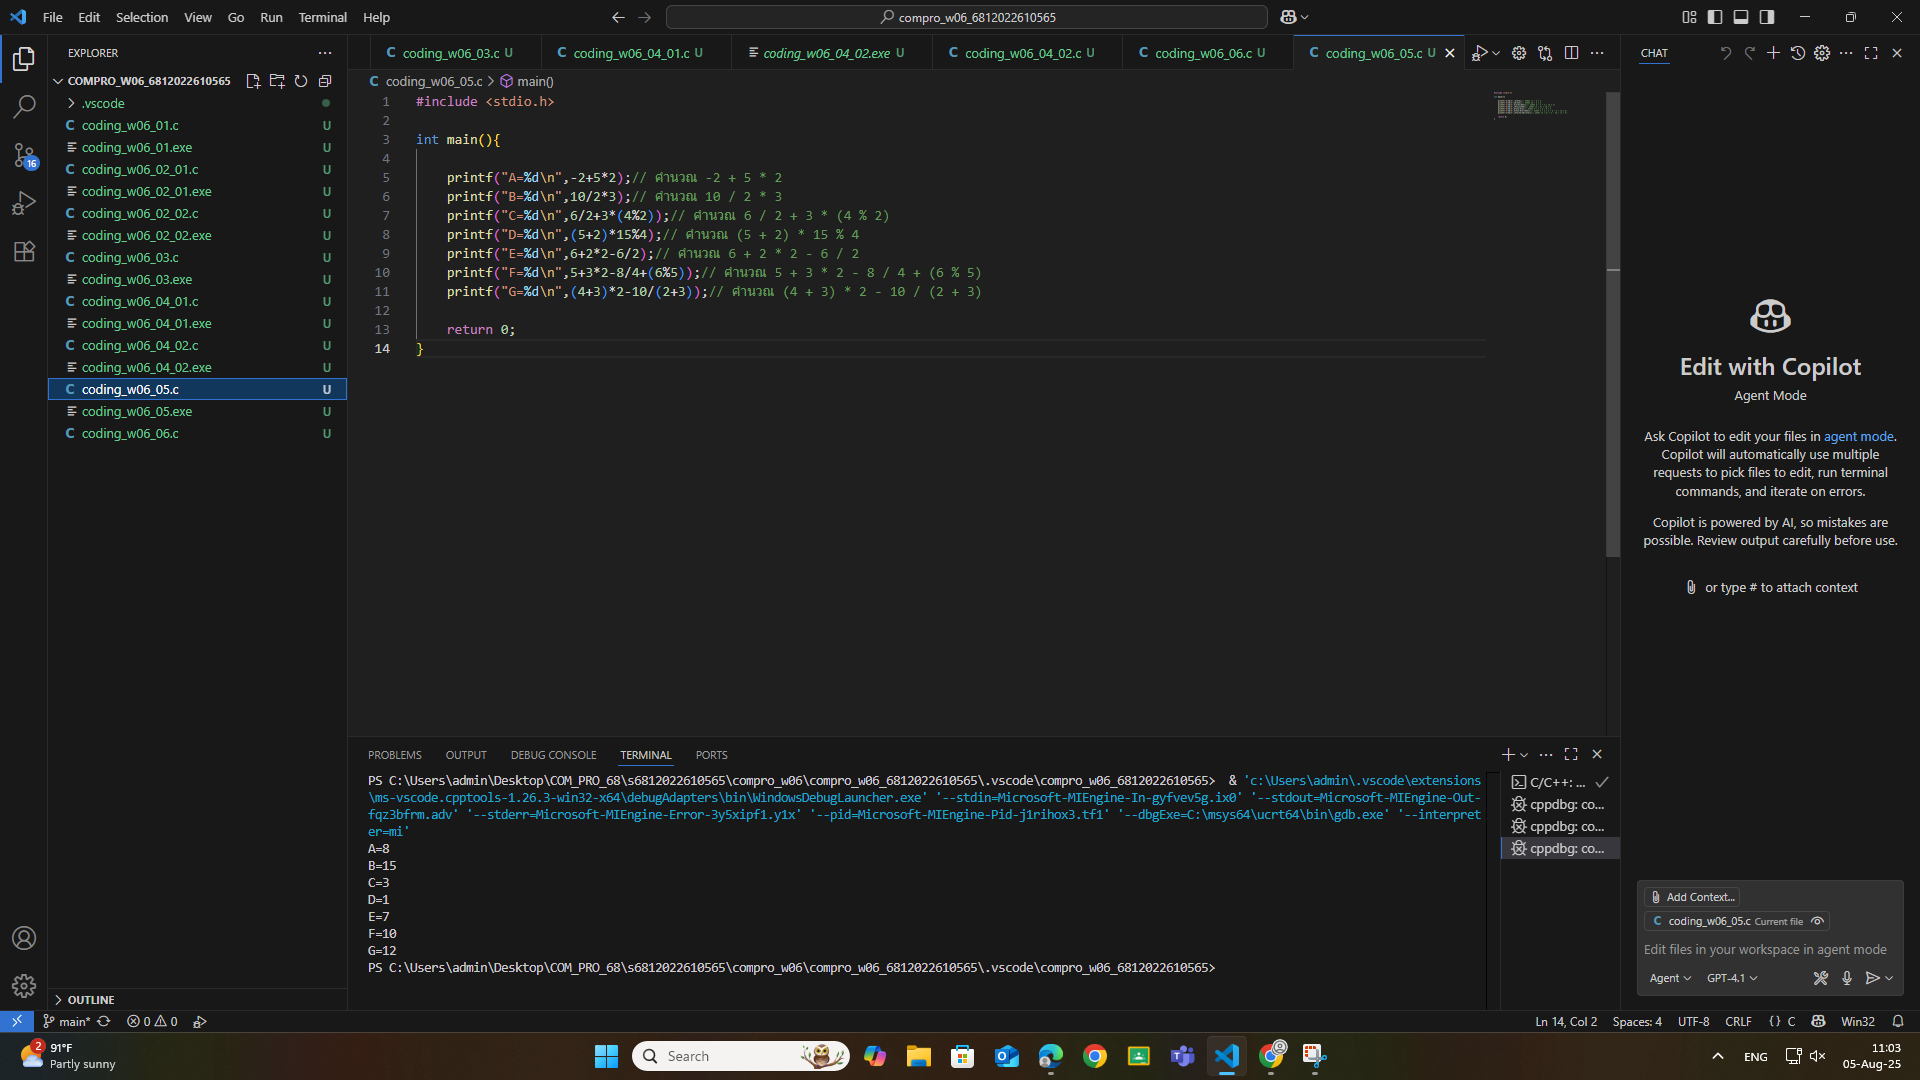 File Edit Selection View Go Run Terminal Help
compro_w06_6812022610565
EXPLORER
COMPRO_W06_6812022610565
.vscode
C coding_w06_01.c U
coding_w06_01.exe U
C coding_w06_02_01.c U
coding_w06_02_01.exe U
C coding_w06_02_02.c U
coding_w06_02_02.exe U
C coding_w06_03.c U
coding_w06_03.exe U
C coding_w06_04_01.c U
coding_w06_04_01.exe U
C coding_w06_04_02.c U
coding_w06_04_02.exe U
C coding_w06_05.c U
coding_w06_05.exe U
C coding_w06_06.c U
OUTLINE
16
C coding_w06_03.c U C coding_w06_04_01.c U coding_w06_04_02.exe U C coding_w06_04_02.c U C coding_w06_06.c U C coding_w06_05.c U
C coding_w06_05.c > main()
1 #include <stdio.h>
2
3 int main(){
4
5 printf("A=%d\n",-2+5*2);// คำนวณ -2 + 5 * 2
6 printf("B=%d\n",10/2*3);// คำนวณ 10 / 2 * 3
7 printf("C=%d\n",6/2+3*(4%2));// คำนวณ 6 / 2 + 3 * (4 % 2)
8 printf("D=%d\n",(5+2)*15%4);// คำนวณ (5 + 2) * 15 % 4
9 printf("E=%d\n",6+2*2-6/2);// คำนวณ 6 + 2 * 2 - 6 / 2
10 printf("F=%d\n",5+3*2-8/4+(6%5));// คำนวณ 5 + 3 * 2 - 8 / 4 + (6 % 5)
11 printf("G=%d\n",(4+3)*2-10/(2+3));// คำนวณ (4 + 3) * 2 - 10 / (2 + 3)
12
13 return 0;
14 }
PROBLEMS OUTPUT DEBUG CONSOLE TERMINAL PORTS
PS C:\Users\admin\Desktop\COM_PRO_68\s6812022610565\compro_w06\compro_w06_6812022610565\.vscode\compro_w06_6812022610565> & 'c:\Users\admin\.vscode\extensions
\ms-vscode.cpptools-1.26.3-win32-x64\debugAdapters\bin\WindowsDebugLauncher.exe' '--stdin=Microsoft-MIEngine-In-gyfvev5g.ix0' '--stdout=Microsoft-MIEngine-Out-
fqz3bfrm.adv' '--stderr=Microsoft-MIEngine-Error-3y5xipf1.y1x' '--pid=Microsoft-MIEngine-Pid-j1rihox3.tf1' '--dbgExe=C:\msys64\ucrt64\bin\gdb.exe' '--interpret
er=mi'
A=8
B=15
C=3
D=1
E=7
F=10
G=12
PS C:\Users\admin\Desktop\COM_PRO_68\s6812022610565\compro_w06\compro_w06_6812022610565\.vscode\compro_w06_6812022610565>
C/C++: ...
cppdbg: co...
cppdbg: co...
cppdbg: co...
CHAT
Edit with Copilot
Agent Mode
Ask Copilot to edit your files in agent mode.
Copilot will automatically use multiple
requests to pick files to edit, run terminal
commands, and iterate on errors.
Copilot is powered by AI, so mistakes are
possible. Review output carefully before use.
or type # to attach context
Add Context...
C coding_w06_05.c Current file
Edit files in your workspace in agent mode
Agent GPT-4.1
main* 0 0
Ln 14, Col 2 Spaces: 4 UTF-8 CRLF {} C Win32
2
91°F
Partly sunny
Search
ENG
11:03
05-Aug-25